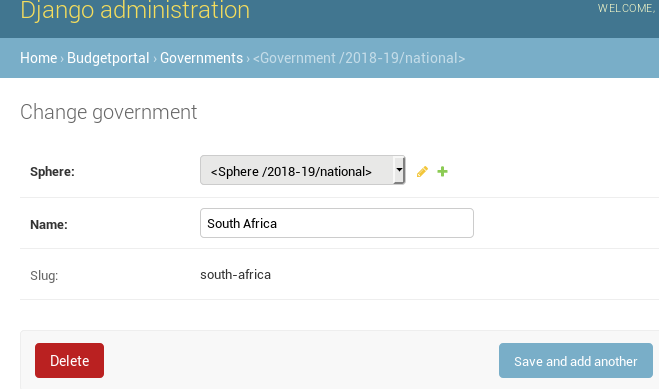 Django administration
WELCOME,
Home › Budgetportal › Governments › <Government /2018-19/national>
Change government
Sphere:
<Sphere /2018-19/national>
Name:
South Africa
Slug:
south-africa
Delete
Save and add another